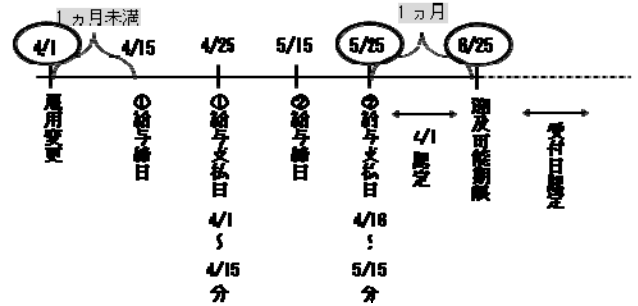 1ヵ月未満
1ヵ月
4/1
4/15
4/25
5/15
5/25
6/25
雇用変更
①給与締日
①給与支払日
②給与締日
②給与支払日
4/1認定
遡及可能期限
受付日認定
4/1
~
4/15
分
4/16
~
5/15
分